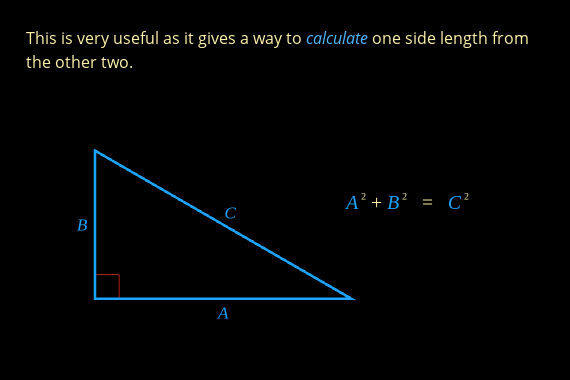 This is very useful as it gives a way to calculate one side length from
the other two.
B
C
A
A² + B² = C²